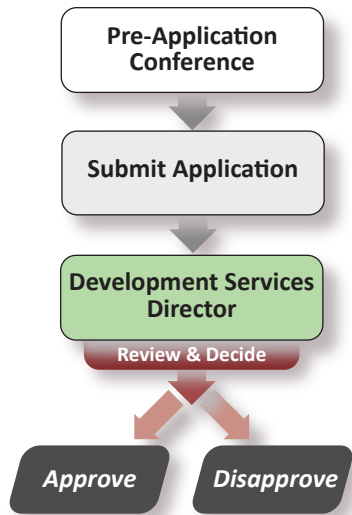 Pre-Application
Conference
Submit Application
Development Services
Director
Review & Decide
Approve
Disapprove